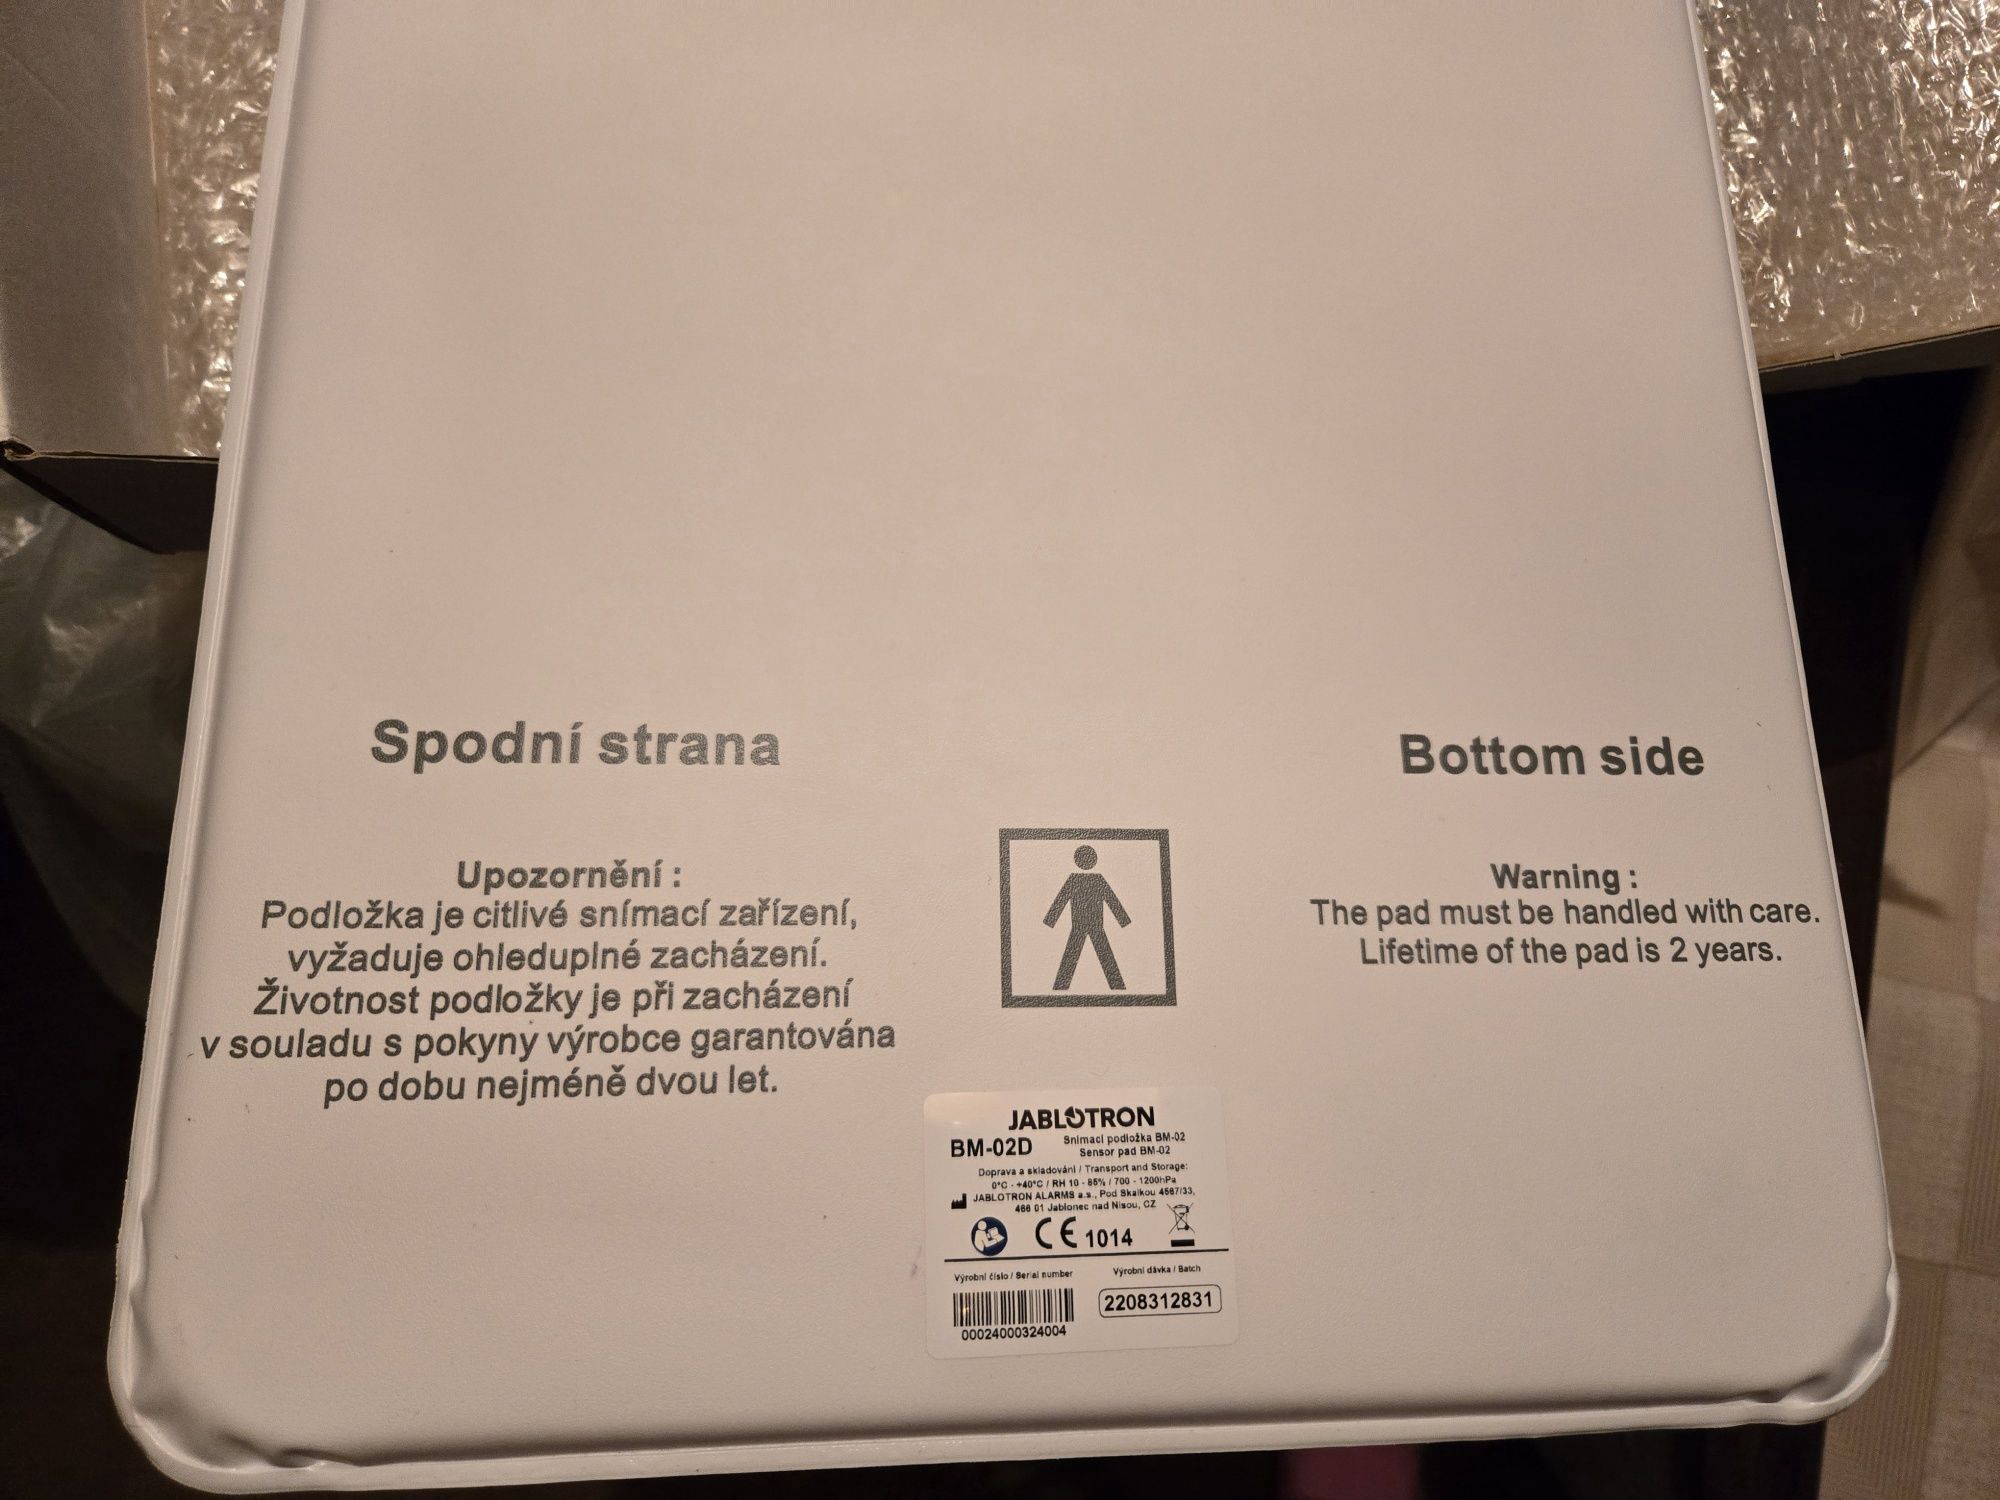 Spodní strana
Upozornění :
Podložka je citlivé snímací zařízení,
vyžaduje ohleduplné zacházení.
Životnost podložky je při zacházení
v souladu s pokyny výrobce garantována
po dobu nejméně dvou let.
Bottom side
Warning :
The pad must be handled with care.
Lifetime of the pad is 2 years.
JABLOTRON
BM-02D
Snímací podložka BM-02
Sensor pad BM-02
Doprava a skladování / Transport and Storage:
0°C - +40°C / RH 10 - 85% / 700 - 1200hPa
JABLOTRON ALARMS a.s., Pod Skalkou 4567/33,
466 01 Jablonec nad Nisou, CZ
CE 1014
Výrobní číslo / Serial number
00024000324004
Výrobní dávka / Batch
2208312831